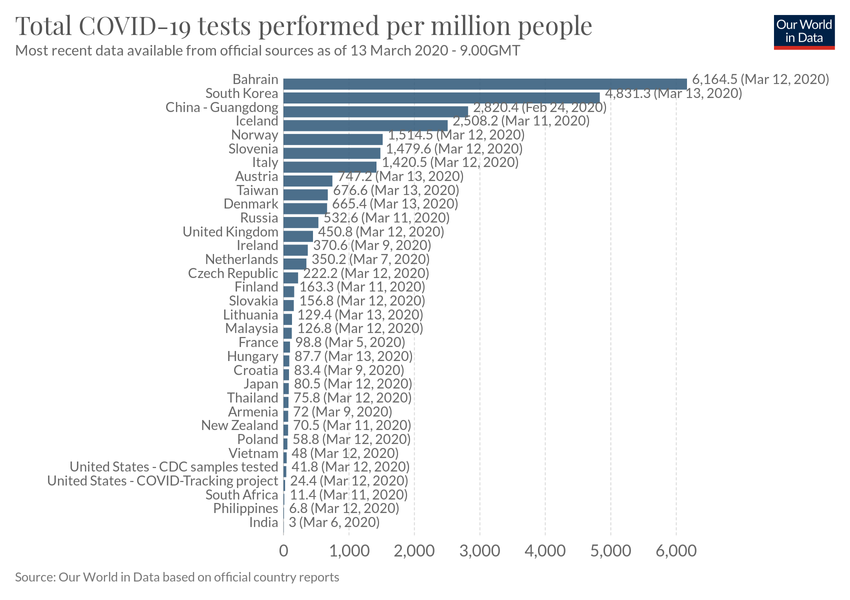 Total COVID-19 tests performed per million people
Most recent data available from official sources as of 13 March 2020 - 9.00GMT
Our World
in Data
Bahrain 6,164.5 (Mar 12, 2020)
South Korea 4,831.3 (Mar 13, 2020)
China - Guangdong 2,820.4 (Feb 24, 2020)
Iceland 2,508.2 (Mar 11, 2020)
Norway 1,514.5 (Mar 12, 2020)
Slovenia 1,479.6 (Mar 12, 2020)
Italy 1,420.5 (Mar 12, 2020)
Austria 747.2 (Mar 13, 2020)
Taiwan 676.6 (Mar 13, 2020)
Denmark 665.4 (Mar 13, 2020)
Russia 532.6 (Mar 11, 2020)
United Kingdom 450.8 (Mar 12, 2020)
Ireland 370.6 (Mar 9, 2020)
Netherlands 350.2 (Mar 7, 2020)
Czech Republic 222.2 (Mar 12, 2020)
Finland 163.3 (Mar 11, 2020)
Slovakia 156.8 (Mar 12, 2020)
Lithuania 129.4 (Mar 13, 2020)
Malaysia 126.8 (Mar 12, 2020)
France 98.8 (Mar 5, 2020)
Hungary 87.7 (Mar 13, 2020)
Croatia 83.4 (Mar 9, 2020)
Japan 80.5 (Mar 12, 2020)
Thailand 75.8 (Mar 12, 2020)
Armenia 72 (Mar 9, 2020)
New Zealand 70.5 (Mar 11, 2020)
Poland 58.8 (Mar 12, 2020)
Vietnam 48 (Mar 12, 2020)
United States - CDC samples tested 41.8 (Mar 12, 2020)
United States - COVID-Tracking project 24.4 (Mar 12, 2020)
South Africa 11.4 (Mar 11, 2020)
Philippines 6.8 (Mar 12, 2020)
India 3 (Mar 6, 2020)
0 1,000 2,000 3,000 4,000 5,000 6,000
Source: Our World in Data based on official country reports